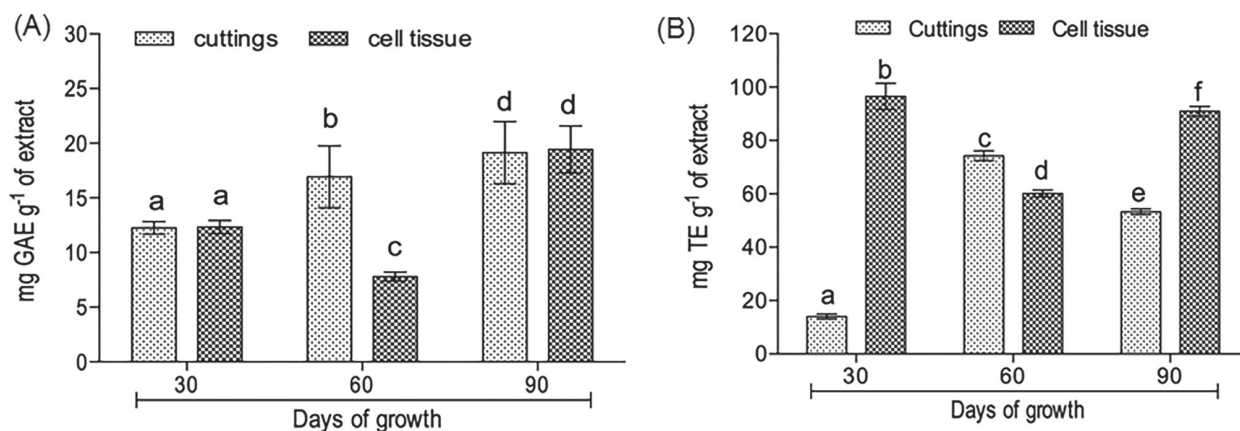 (A)
cuttings cell tissue
mg GAE g⁻¹ of extract
30
25
20
15
10
5
0
a a b c d d
30 60 90
Days of growth
(B)
Cuttings Cell tissue
mg TE g⁻¹ of extract
120
100
80
60
40
20
0
a b c d e f
30 60 90
Days of growth